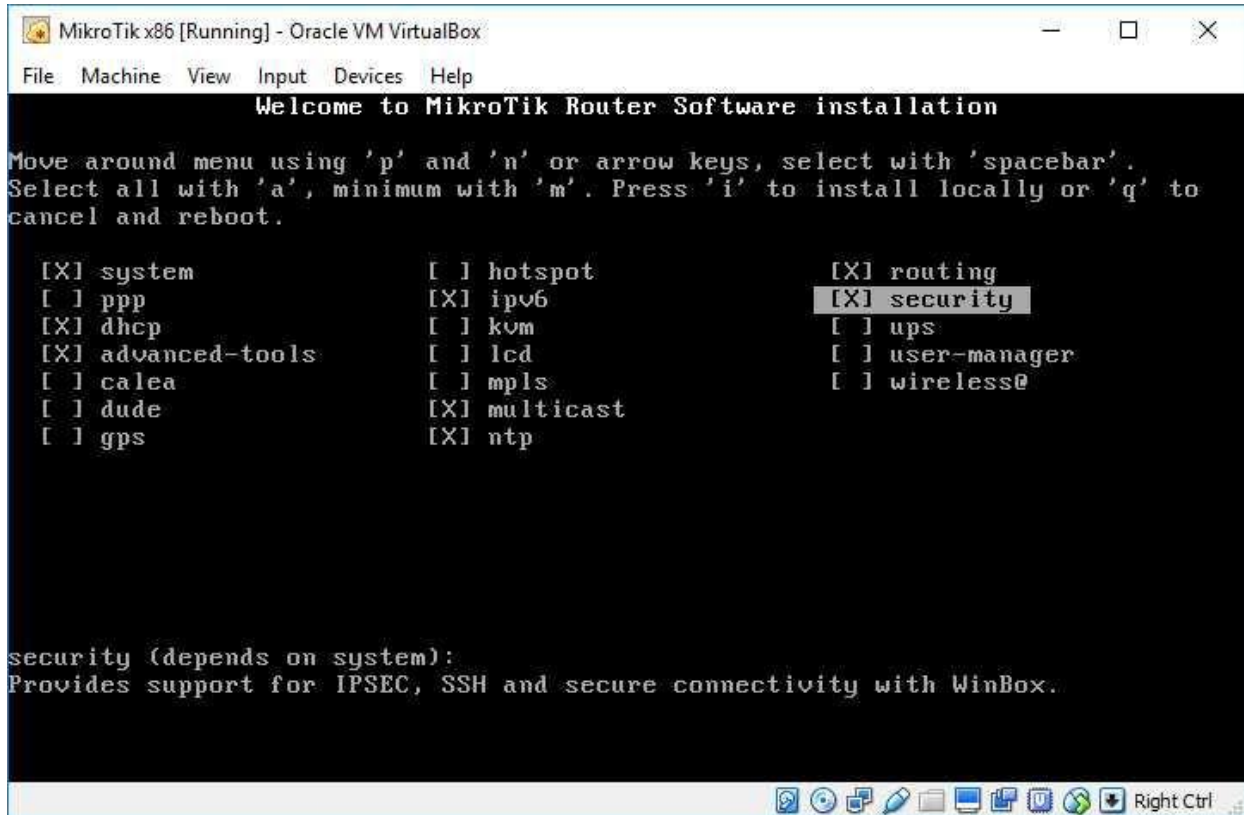 MikroTik x86 [Running] - Oracle VM VirtualBox
File Machine View Input Devices Help
Welcome to MikroTik Router Software installation
Move around menu using 'p' and 'n' or arrow keys, select with 'spacebar'.
Select all with 'a', minimum with 'm'. Press 'i' to install locally or 'q' to
cancel and reboot.
[X] system [ ] hotspot [X] routing
[ ] ppp [X] ipv6 [X] security
[X] dhcp [ ] kvm [ ] ups
[X] advanced-tools [ ] lcd [ ] user-manager
[ ] calea [ ] mpls [ ] wireless@
[ ] dude [X] multicast
[ ] gps [X] ntp
security (depends on system):
Provides support for IPSEC, SSH and secure connectivity with WinBox.
Right Ctrl